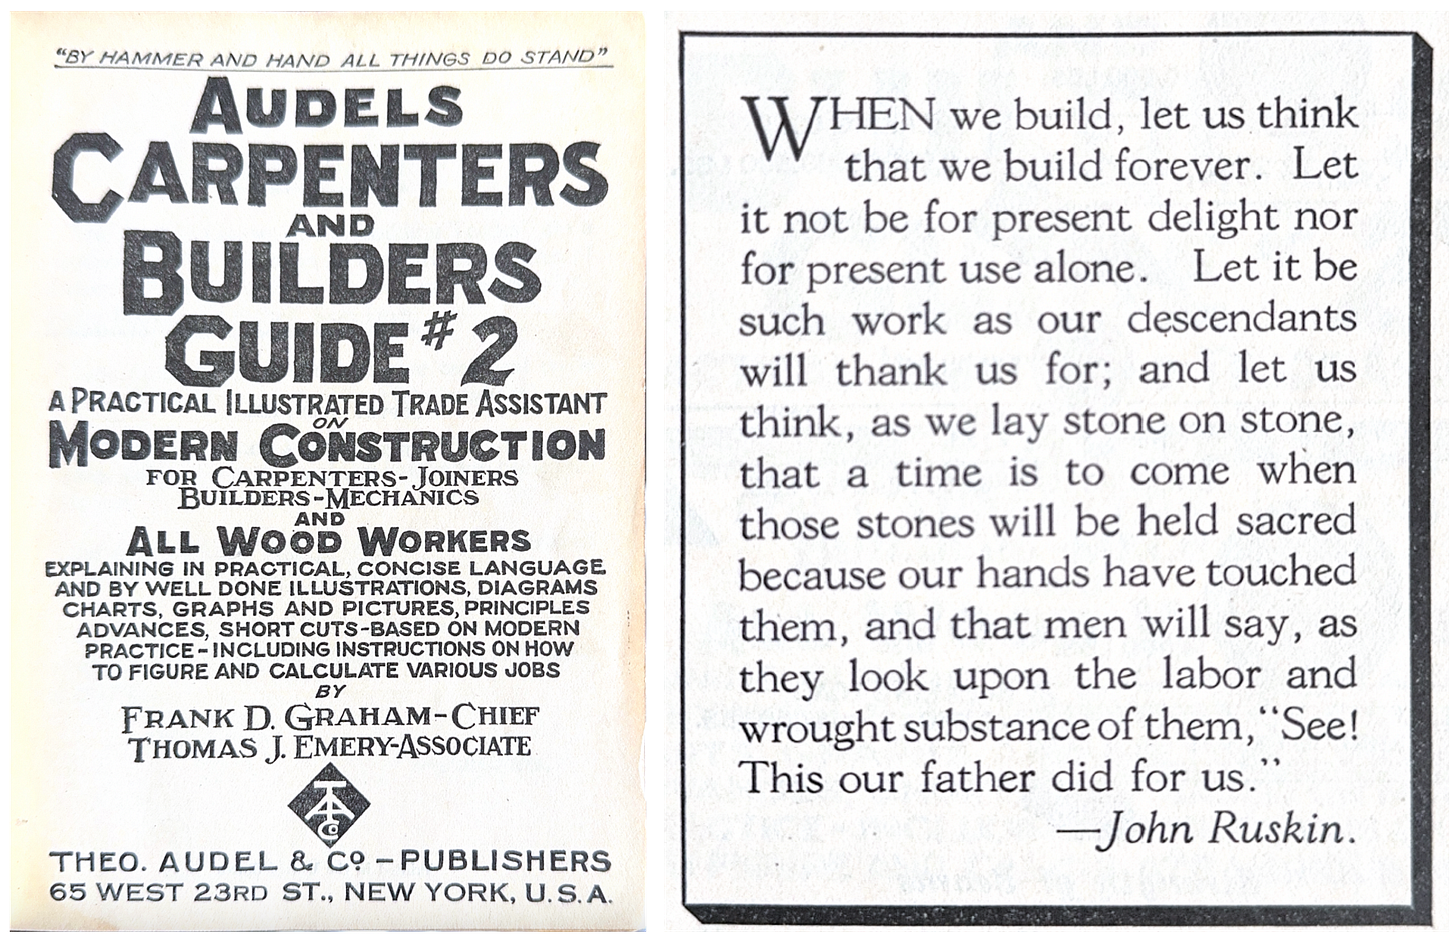 "BY HAMMER AND HAND ALL THINGS DO STAND"
AUDELS
CARPENTERS
AND
BUILDERS
GUIDE #2
A PRACTICAL ILLUSTRATED TRADE ASSISTANT
ON
MODERN CONSTRUCTION
FOR CARPENTERS-JOINERS
BUILDERS-MECHANICS
AND
ALL WOOD WORKERS
EXPLAINING IN PRACTICAL, CONCISE LANGUAGE
AND BY WELL DONE ILLUSTRATIONS, DIAGRAMS
CHARTS, GRAPHS AND PICTURES, PRINCIPLES
ADVANCES, SHORT CUTS-BASED ON MODERN
PRACTICE-INCLUDING INSTRUCTIONS ON HOW
TO FIGURE AND CALCULATE VARIOUS JOBS
BY
FRANK D. GRAHAM-CHIEF
THOMAS J. EMERY-ASSOCIATE
TA Co
THEO. AUDEL & Co. - PUBLISHERS
65 WEST 23RD ST., NEW YORK, U.S.A.
WHEN we build, let us think
that we build forever. Let
it not be for present delight nor
for present use alone. Let it be
such work as our descendants
will thank us for; and let us
think, as we lay stone on stone,
that a time is to come when
those stones will be held sacred
because our hands have touched
them, and that men will say, as
they look upon the labor and
wrought substance of them, "See!
This our father did for us."
—John Ruskin.